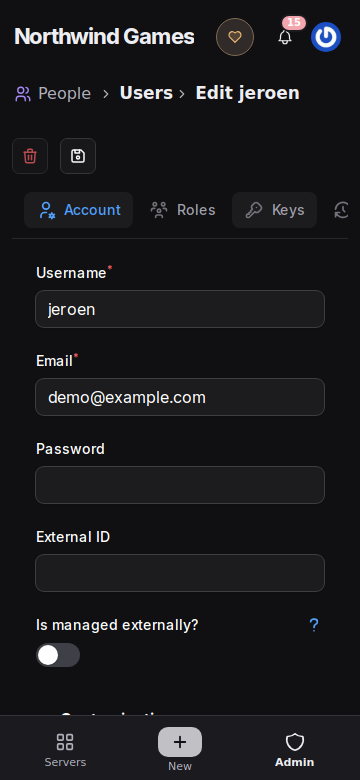 Northwind Games
15
People > Users > Edit jeroen
Account Roles Keys
Username*
jeroen
Email*
demo@example.com
Password
External ID
Is managed externally? ?
Servers New Admin